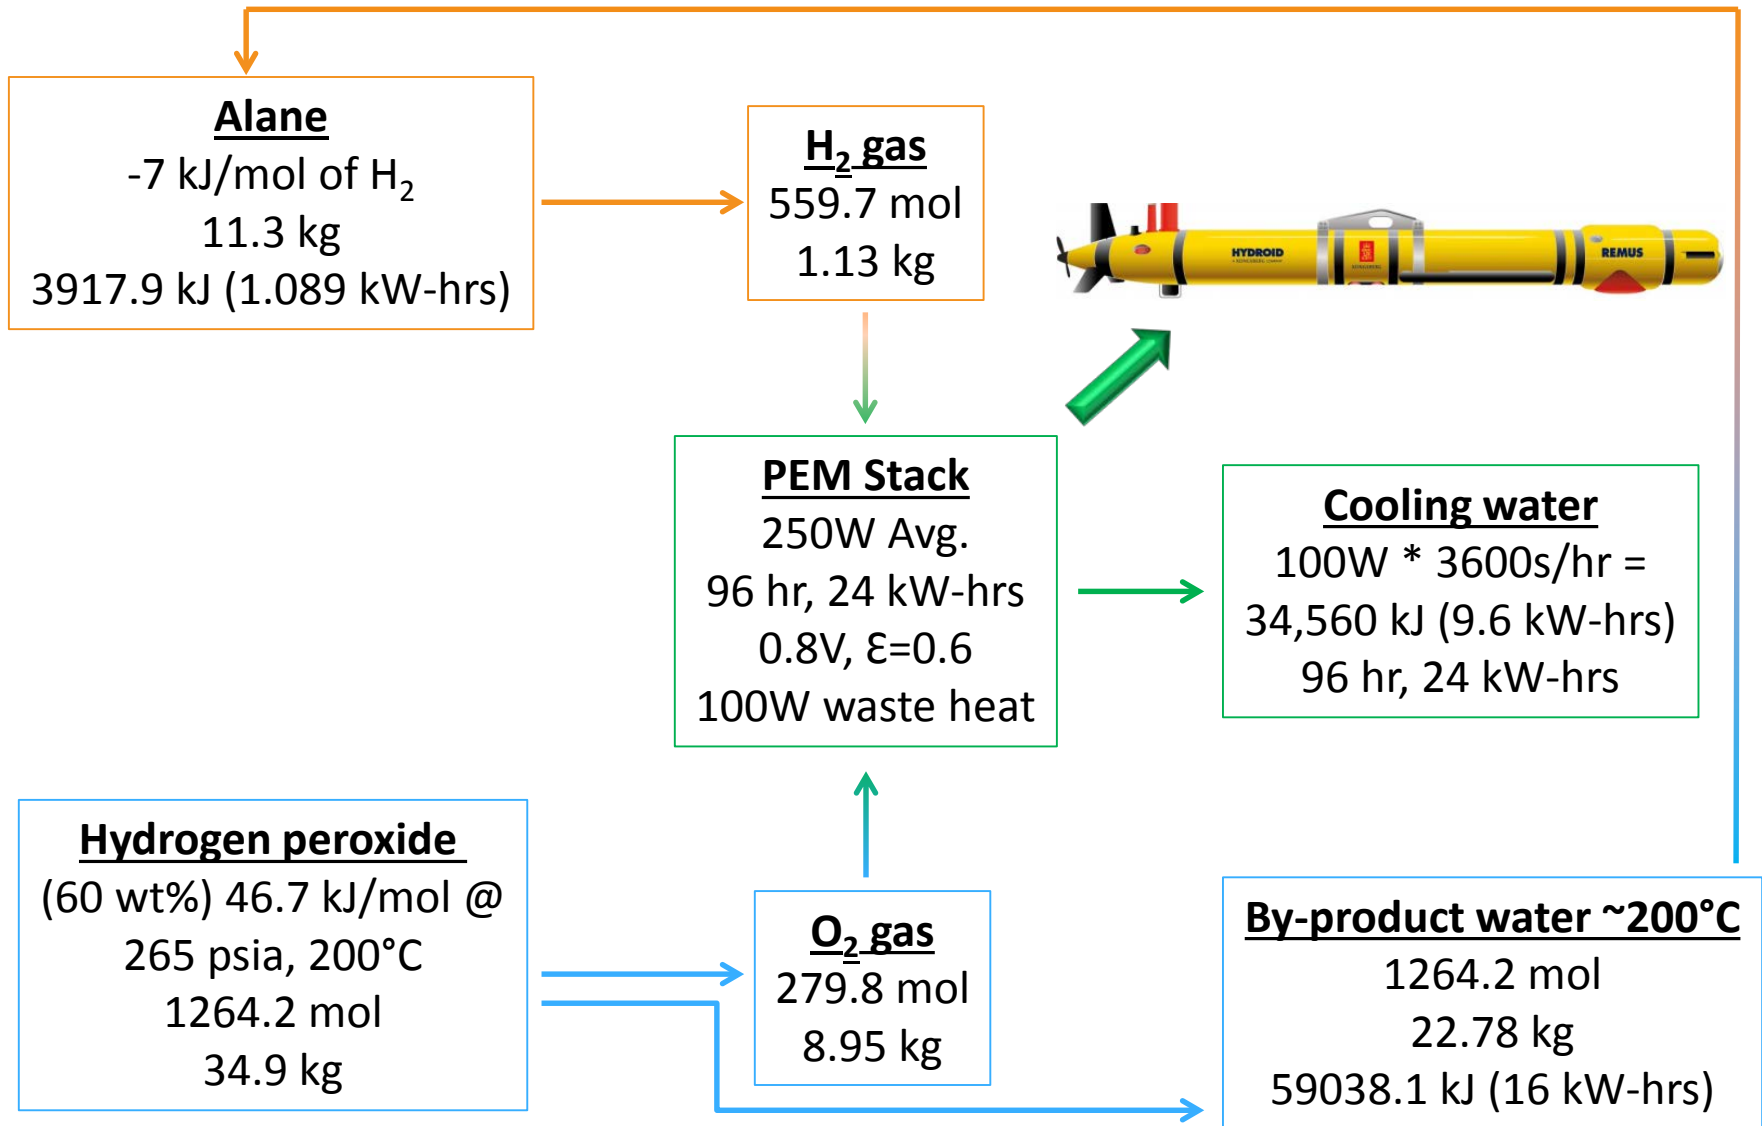 Alane
-7 kJ/mol of H₂
11.3 kg
3917.9 kJ (1.089 kW-hrs)
H₂ gas
559.7 mol
1.13 kg
HYDROID
REMUS
PEM Stack
250W Avg.
96 hr, 24 kW-hrs
0.8V, Ɛ=0.6
100W waste heat
Cooling water
100W * 3600s/hr =
34,560 kJ (9.6 kW-hrs)
96 hr, 24 kW-hrs
Hydrogen peroxide
(60 wt%) 46.7 kJ/mol @
265 psia, 200°C
1264.2 mol
34.9 kg
O₂ gas
279.8 mol
8.95 kg
By-product water ~200°C
1264.2 mol
22.78 kg
59038.1 kJ (16 kW-hrs)